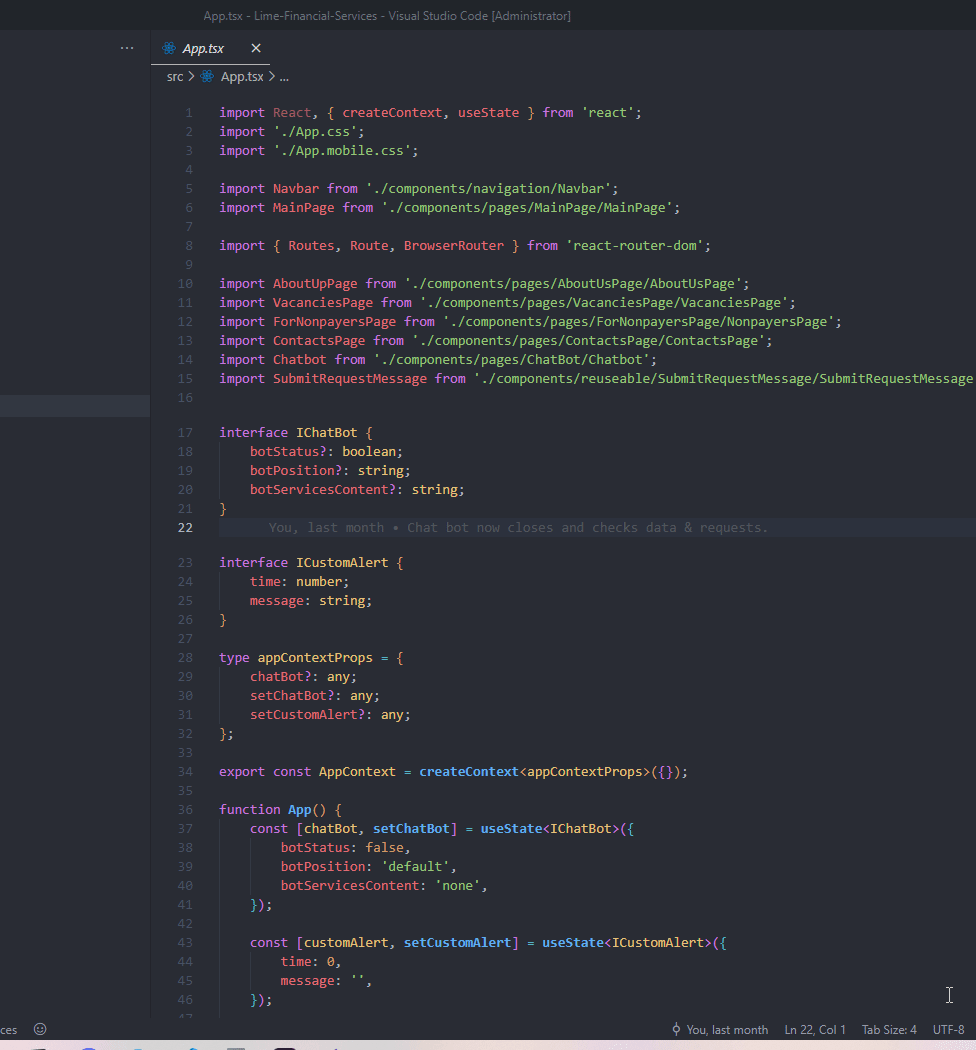 App.tsx - Lime-Financial-Services - Visual Studio Code [Administrator]
··· App.tsx ✕
src > App.tsx > ...
1 import React, { createContext, useState } from 'react';
2 import './App.css';
3 import './App.mobile.css';
4
5 import Navbar from './components/navigation/Navbar';
6 import MainPage from './components/pages/MainPage/MainPage';
7
8 import { Routes, Route, BrowserRouter } from 'react-router-dom';
9
10 import AboutUpPage from './components/pages/AboutUsPage/AboutUsPage';
11 import VacanciesPage from './components/pages/VacanciesPage/VacanciesPage';
12 import ForNonpayersPage from './components/pages/ForNonpayersPage/NonpayersPage';
13 import ContactsPage from './components/pages/ContactsPage/ContactsPage';
14 import Chatbot from './components/pages/ChatBot/Chatbot';
15 import SubmitRequestMessage from './components/reuseable/SubmitRequestMessage/SubmitRequestMessage
16
17 interface IChatBot {
18 botStatus?: boolean;
19 botPosition?: string;
20 botServicesContent?: string;
21 }
22 You, last month • Chat bot now closes and checks data & requests.
23 interface ICustomAlert {
24 time: number;
25 message: string;
26 }
27
28 type appContextProps = {
29 chatBot?: any;
30 setChatBot?: any;
31 setCustomAlert?: any;
32 };
33
34 export const AppContext = createContext<appContextProps>({});
35
36 function App() {
37 const [chatBot, setChatBot] = useState<IChatBot>({
38 botStatus: false,
39 botPosition: 'default',
40 botServicesContent: 'none',
41 });
42
43 const [customAlert, setCustomAlert] = useState<ICustomAlert>({
44 time: 0,
45 message: '',
46 });
47
ces You, last month Ln 22, Col 1 Tab Size: 4 UTF-8